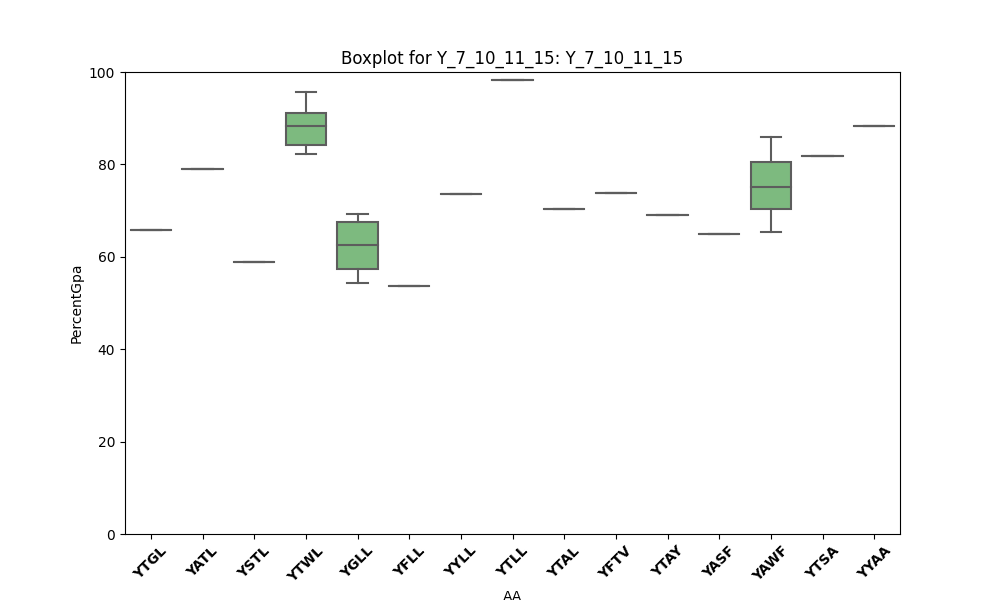 Boxplot for Y_7_10_11_15: Y_7_10_11_15
100
80
60
40
20
0
PercentGpa
YTGL
YATL
YSTL
YTWL
YGLL
YFLL
YYLL
YTLL
YTAL
YFTV
YTAY
YASF
YAWF
YTSA
YYAA
AA